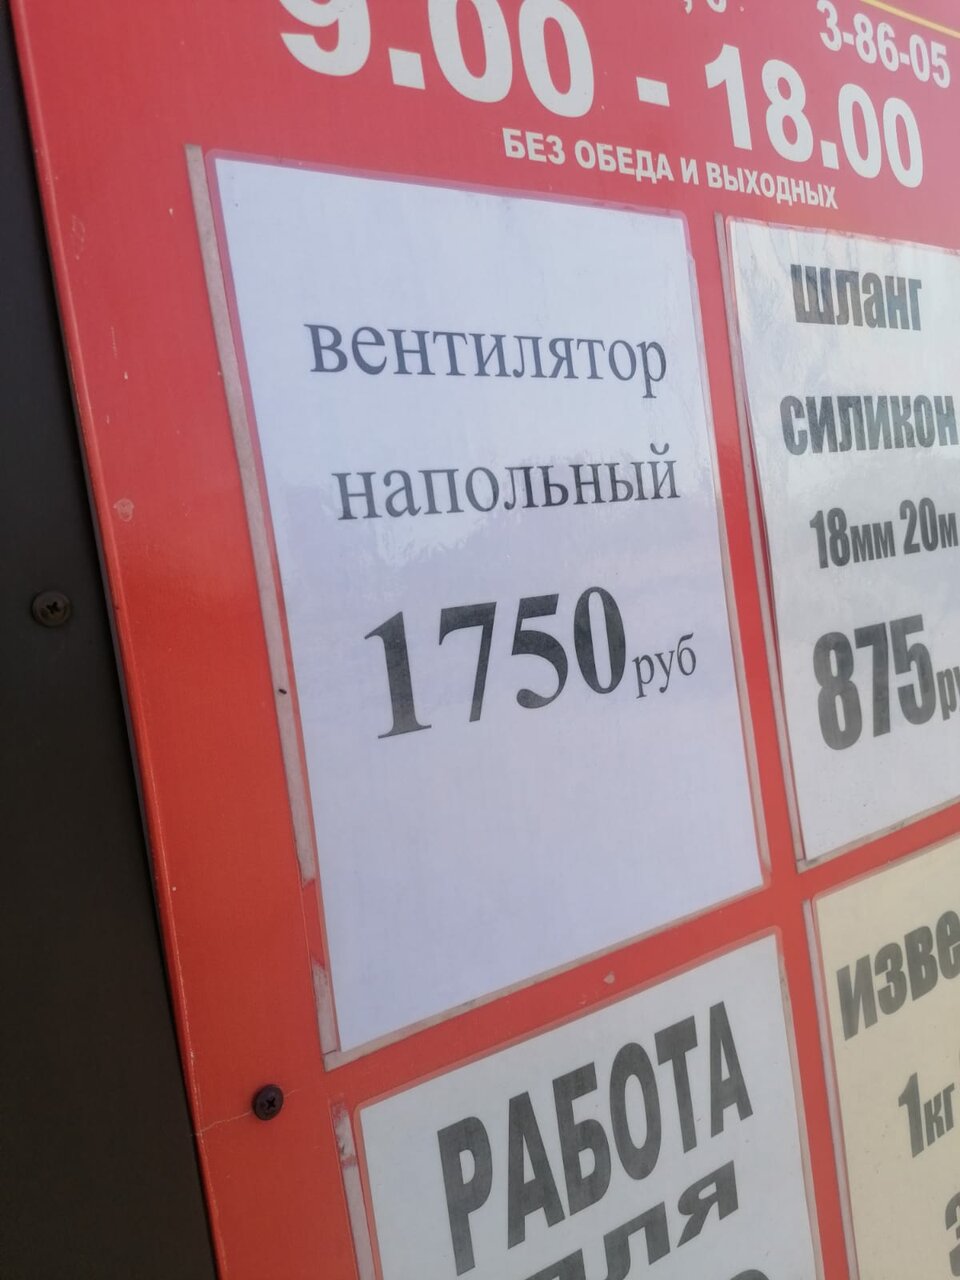 3-86-05
9.00 - 18.00
БЕЗ ОБЕДА И ВЫХОДНЫХ
вентилятор
напольный
1750руб
шланг
силикон
18мм 20м
875
РАБОТА
1кг